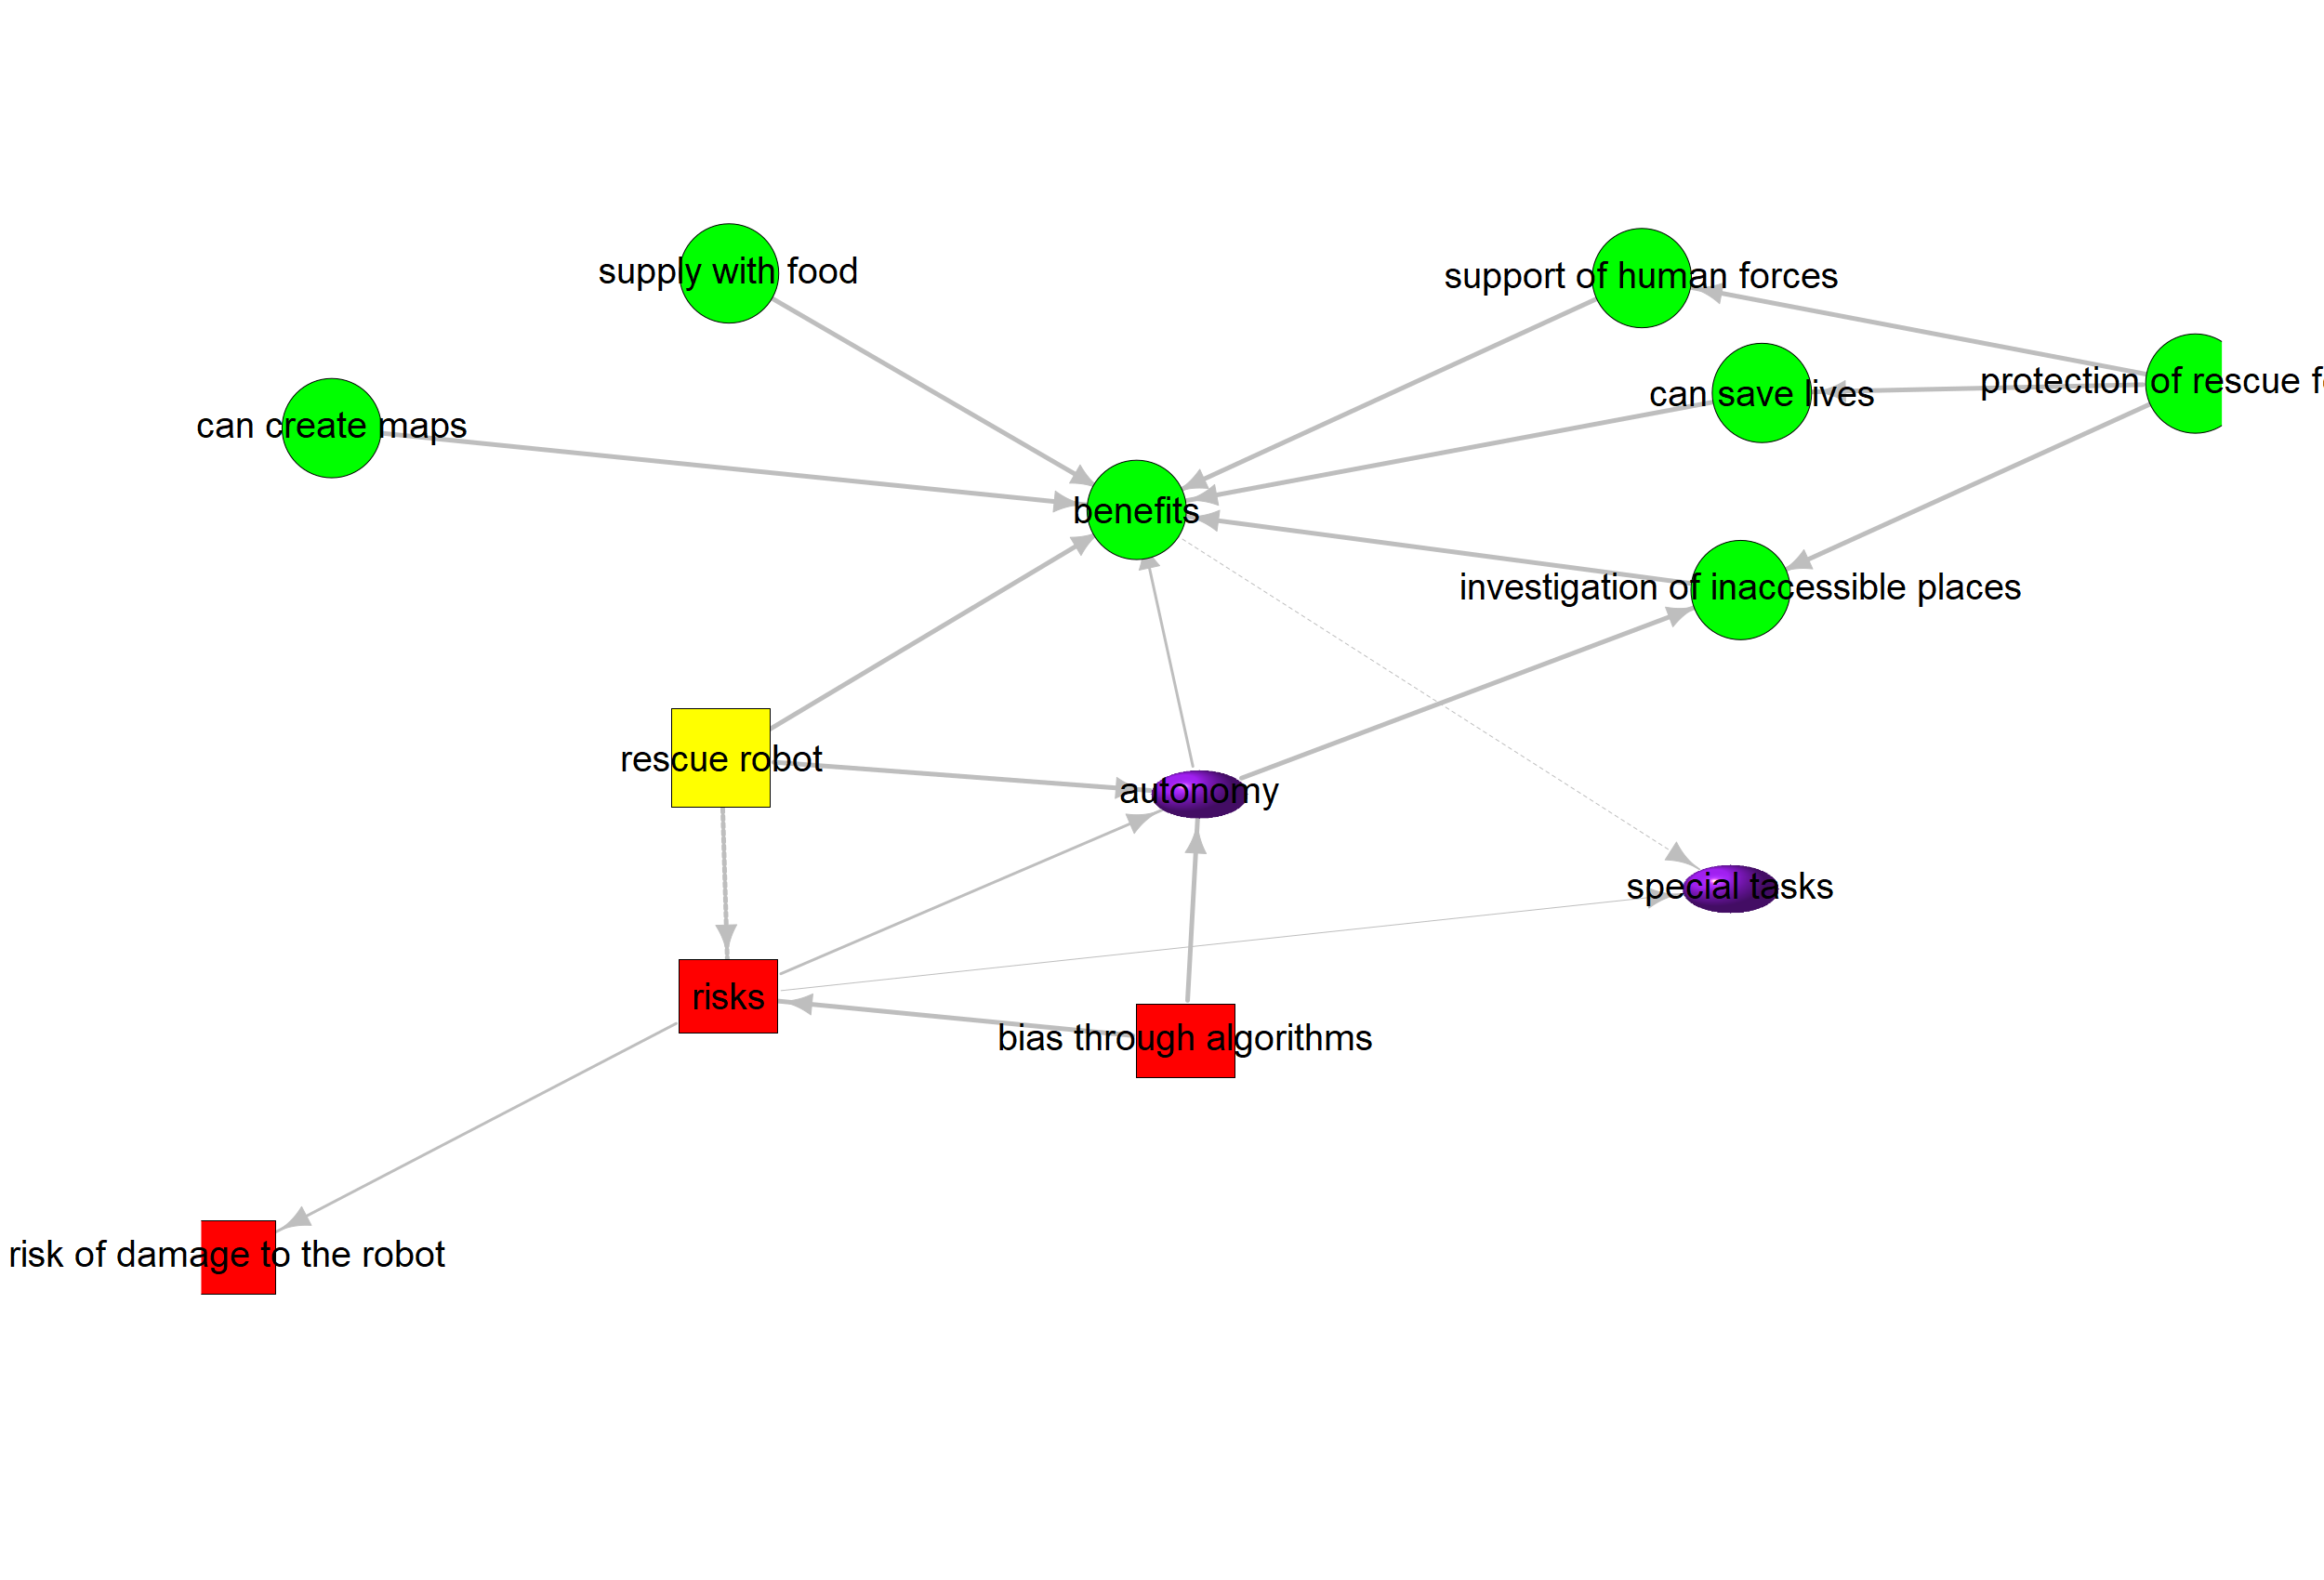 supply with food
support of human forces
protection of rescue
can save lives
can create maps
benefits
investigation of inaccessible places
rescue robot
autonomy
special tasks
risks
bias through algorithms
risk of damage to the robot